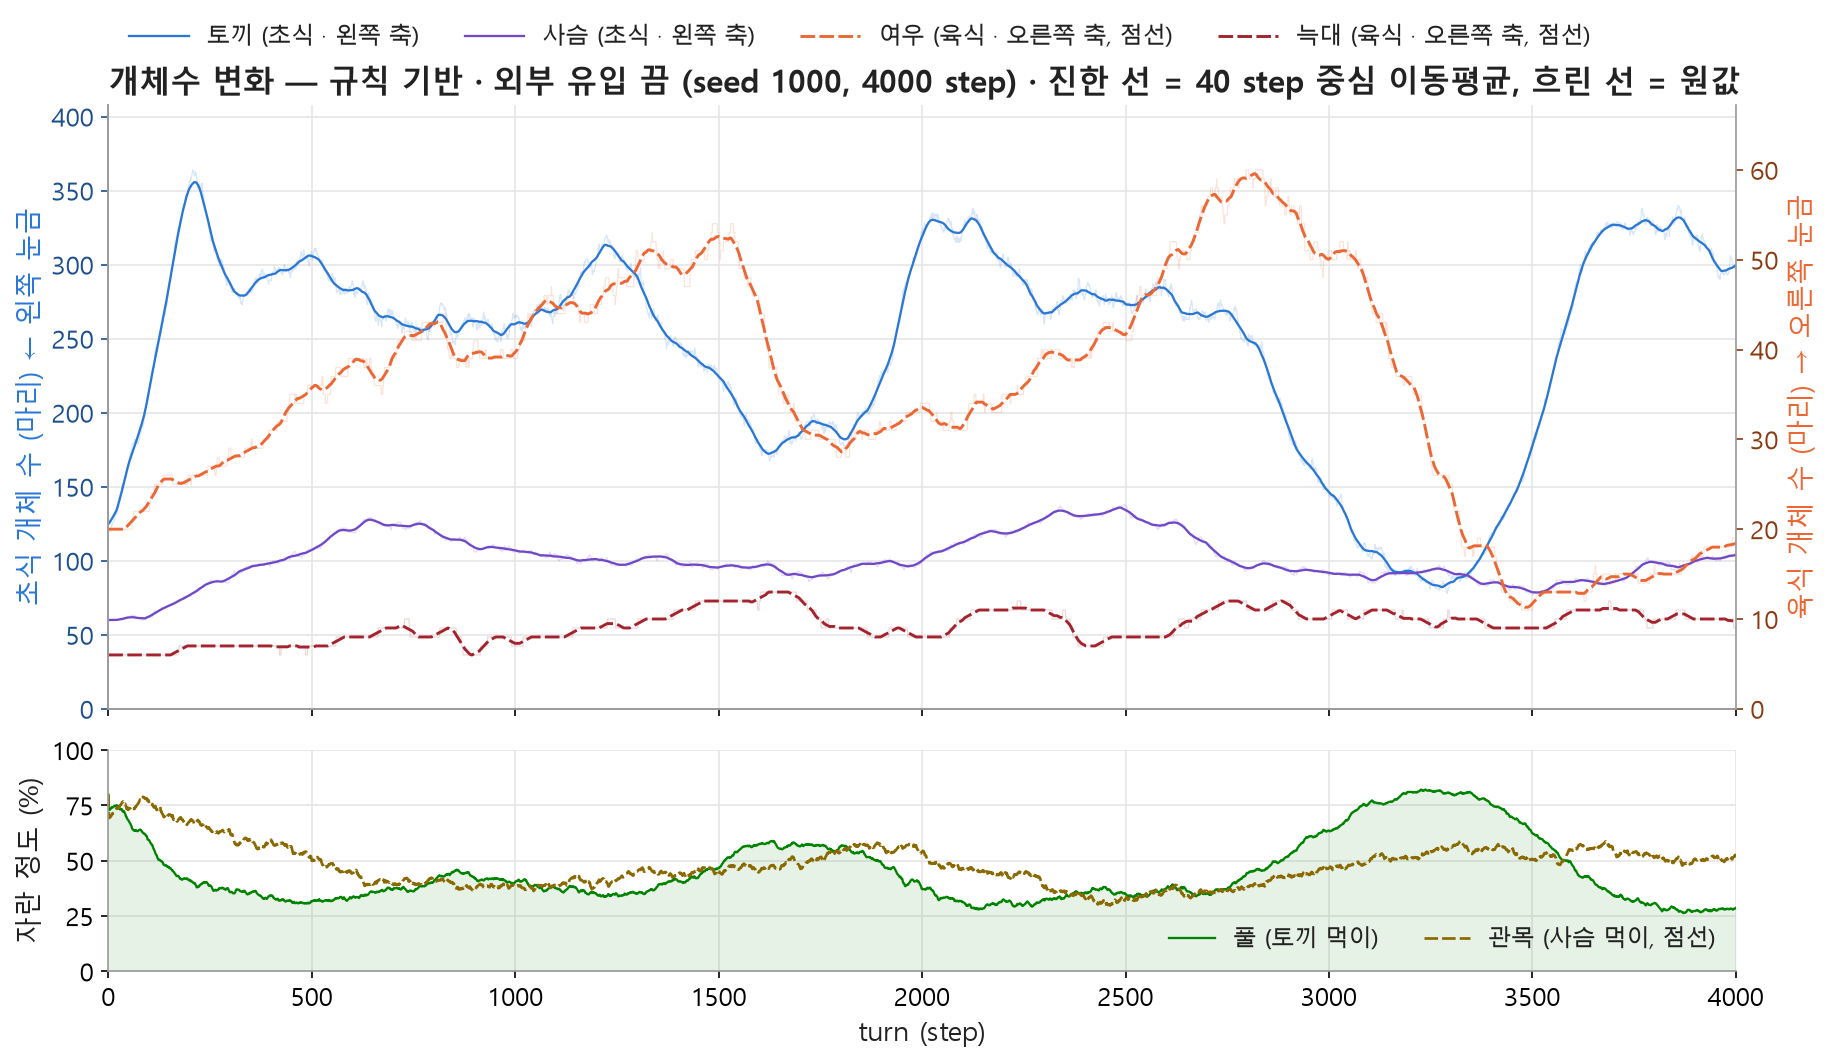 토끼 (초식 · 왼쪽 축) 사슴 (초식 · 왼쪽 축) 여우 (육식 · 오른쪽 축, 점선) 늑대 (육식 · 오른쪽 축, 점선)
개체수 변화 — 규칙 기반 · 외부 유입 끔 (seed 1000, 4000 step) · 진한 선 = 40 step 중심 이동평균, 흐린 선 = 원값
초식 개체 수 (마리) ← 왼쪽 눈금
400
350
300
250
200
150
100
50
0
60
50
40
30
20
10
0
육식 개체 수 (마리) → 오른쪽 눈금
자란 정도 (%)
100
75
50
25
0
풀 (토끼 먹이) 관목 (사슴 먹이, 점선)
0 500 1000 1500 2000 2500 3000 3500 4000
turn (step)